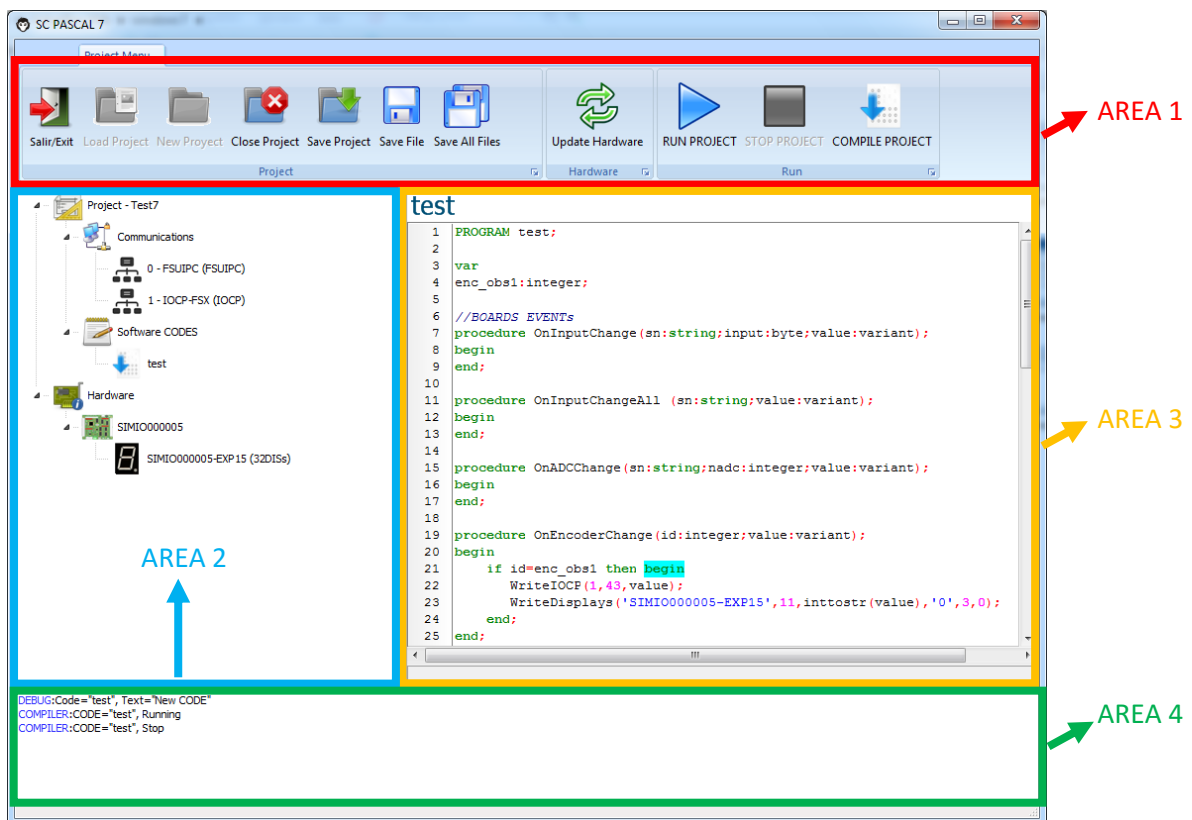 SC PASCAL 7
Project Menu
Salir/Exit Load Project New Proyect Close Project Save Project Save File Save All Files Update Hardware RUN PROJECT STOP PROJECT COMPILE PROJECT
Project Hardware Run
AREA 1
Project - Test7
Communications
0 - FSUIPC (FSUIPC)
1 - IOCP-FSX (IOCP)
Software CODES
test
Hardware
SIMIO000005
SIMIO000005-EXP15 (32DISs)
AREA 2
test
1 PROGRAM test;
2
3 var
4 enc_obs1:integer;
5
6 //BOARDS EVENTs
7 procedure OnInputChange(sn:string;input:byte;value:variant);
8 begin
9 end;
10
11 procedure OnInputChangeAll (sn:string;value:variant);
12 begin
13 end;
14
15 procedure OnADCChange(sn:string;nadc:integer;value:variant);
16 begin
17 end;
18
19 procedure OnEncoderChange(id:integer;value:variant);
20 begin
21 if id=enc_obs1 then begin
22 WriteIOCP(1,43,value);
23 WriteDisplays('SIMIO000005-EXP15',11,inttostr(value),'0',3,0);
24 end;
25 end;
AREA 3
DEBUG:Code="test", Text="New CODE"
COMPILER:CODE="test", Running
COMPILER:CODE="test", Stop
AREA 4